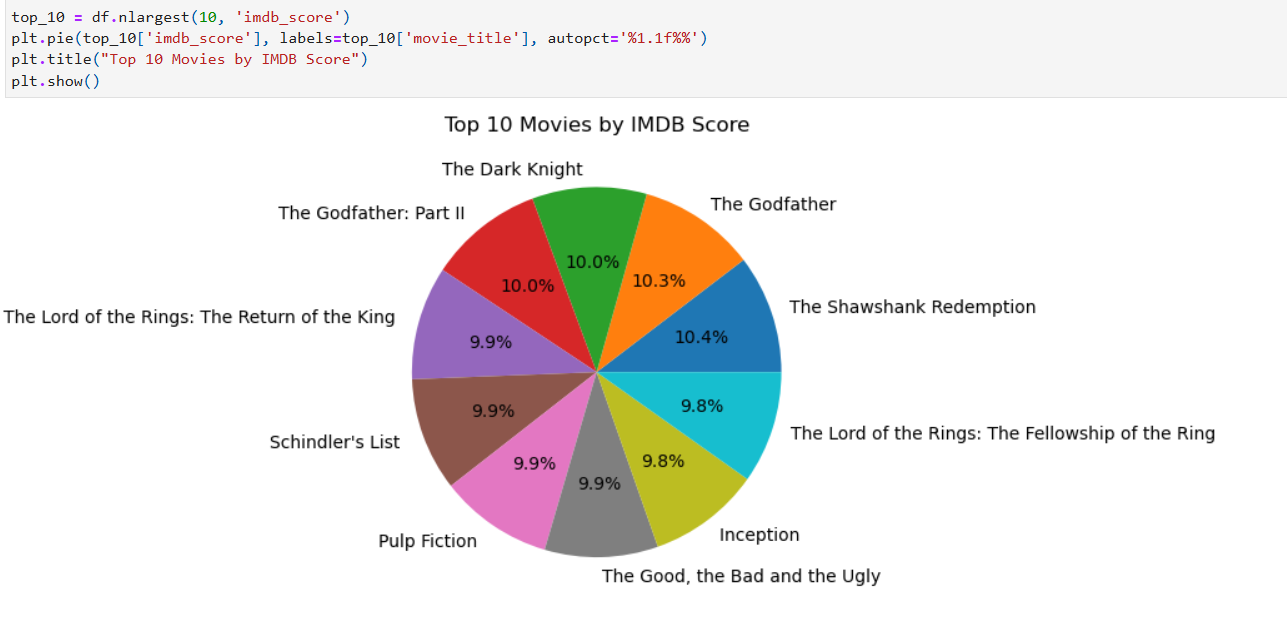 top_10 = df.nlargest(10, 'imdb_score')
plt.pie(top_10['imdb_score'], labels=top_10['movie_title'], autopct='%1.1f%%')
plt.title("Top 10 Movies by IMDB Score")
plt.show()
Top 10 Movies by IMDB Score
The Dark Knight
The Godfather
The Godfather: Part II
10.0%
10.3%
10.0%
The Shawshank Redemption
The Lord of the Rings: The Return of the King
10.4%
9.9%
9.8%
9.9%
The Lord of the Rings: The Fellowship of the Ring
Schindler's List
9.9%
9.8%
9.9%
Inception
Pulp Fiction
The Good, the Bad and the Ugly